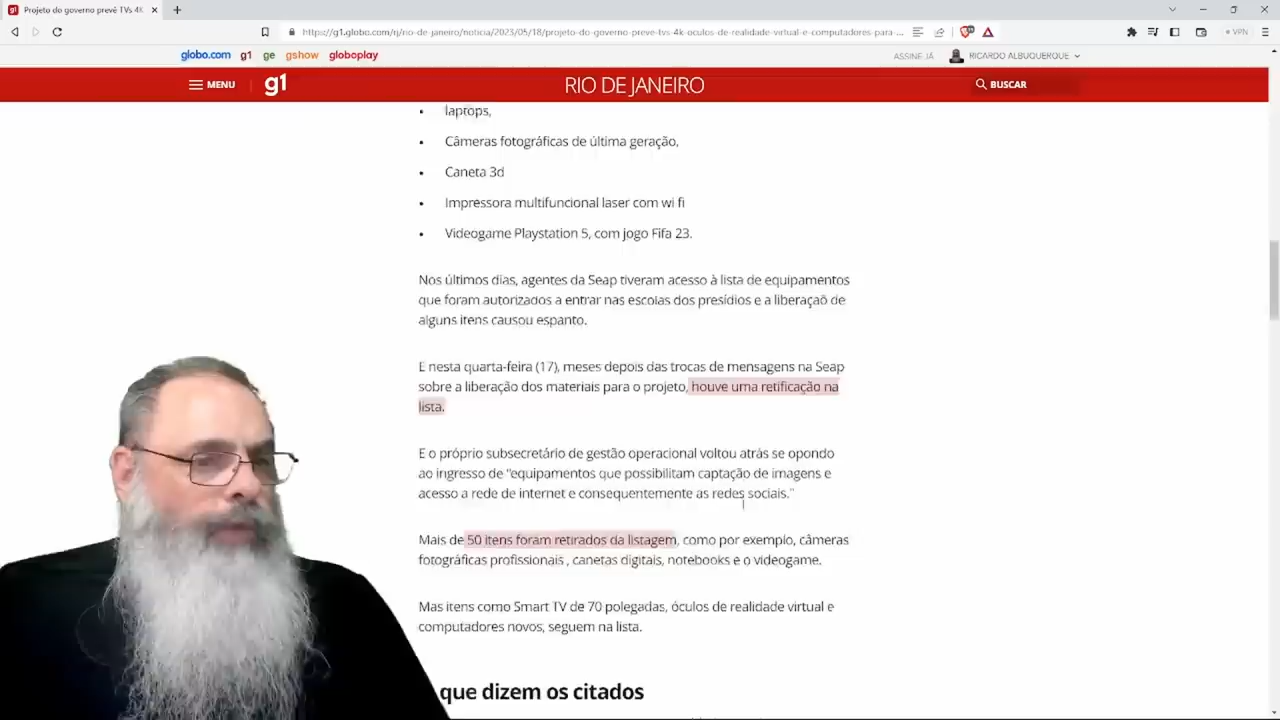 Projeto do governo prevê TVs 4K
https://g1.globo.com/rj/rio-de-janeiro/noticia/2023/05/18/projeto-do-governo-preve-tvs-4k-oculos-de-realidade-virtual-e-computadores-para-...
VPN
globo.com g1 ge gshow globoplay
ASSINE JÁ
RICARDO ALBUQUERQUE
MENU
g1
RIO DE JANEIRO
BUSCAR
• laptops,
• Câmeras fotográficas de última geração,
• Caneta 3d
• Impressora multifuncional laser com wi fi
• Videogame Playstation 5, com jogo Fifa 23.
Nos últimos dias, agentes da Seap tiveram acesso à lista de equipamentos
que foram autorizados a entrar nas escolas dos presídios e a liberação de
alguns itens causou espanto.
E nesta quarta-feira (17), meses depois das trocas de mensagens na Seap
sobre a liberação dos materiais para o projeto, houve uma retificação na
lista.
E o próprio subsecretário de gestão operacional voltou atrás se opondo
ao ingresso de "equipamentos que possibilitam captação de imagens e
acesso a rede de internet e consequentemente as redes sociais."
Mais de 50 itens foram retirados da listagem, como por exemplo, câmeras
fotográficas profissionais , canetas digitais, notebooks e o videogame.
Mas itens como Smart TV de 70 polegadas, óculos de realidade virtual e
computadores novos, seguem na lista.
que dizem os citados